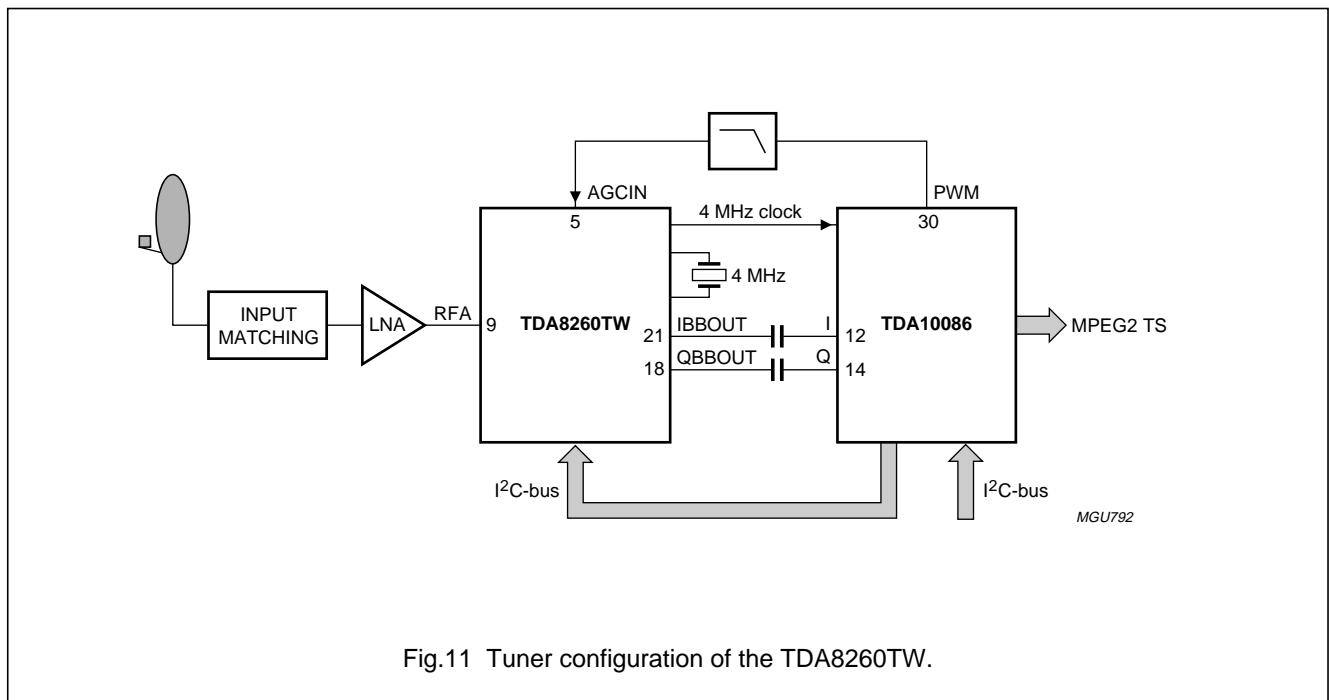 AGCIN
PWM
5
4 MHz clock
30
4 MHz
INPUT
MATCHING
LNA
RFA
9
TDA8260TW
TDA10086
MPEG2 TS
21
IBBOUT
I
12
18
QBBOUT
Q
14
I²C-bus
I²C-bus
MGU792
Fig.11 Tuner configuration of the TDA8260TW.